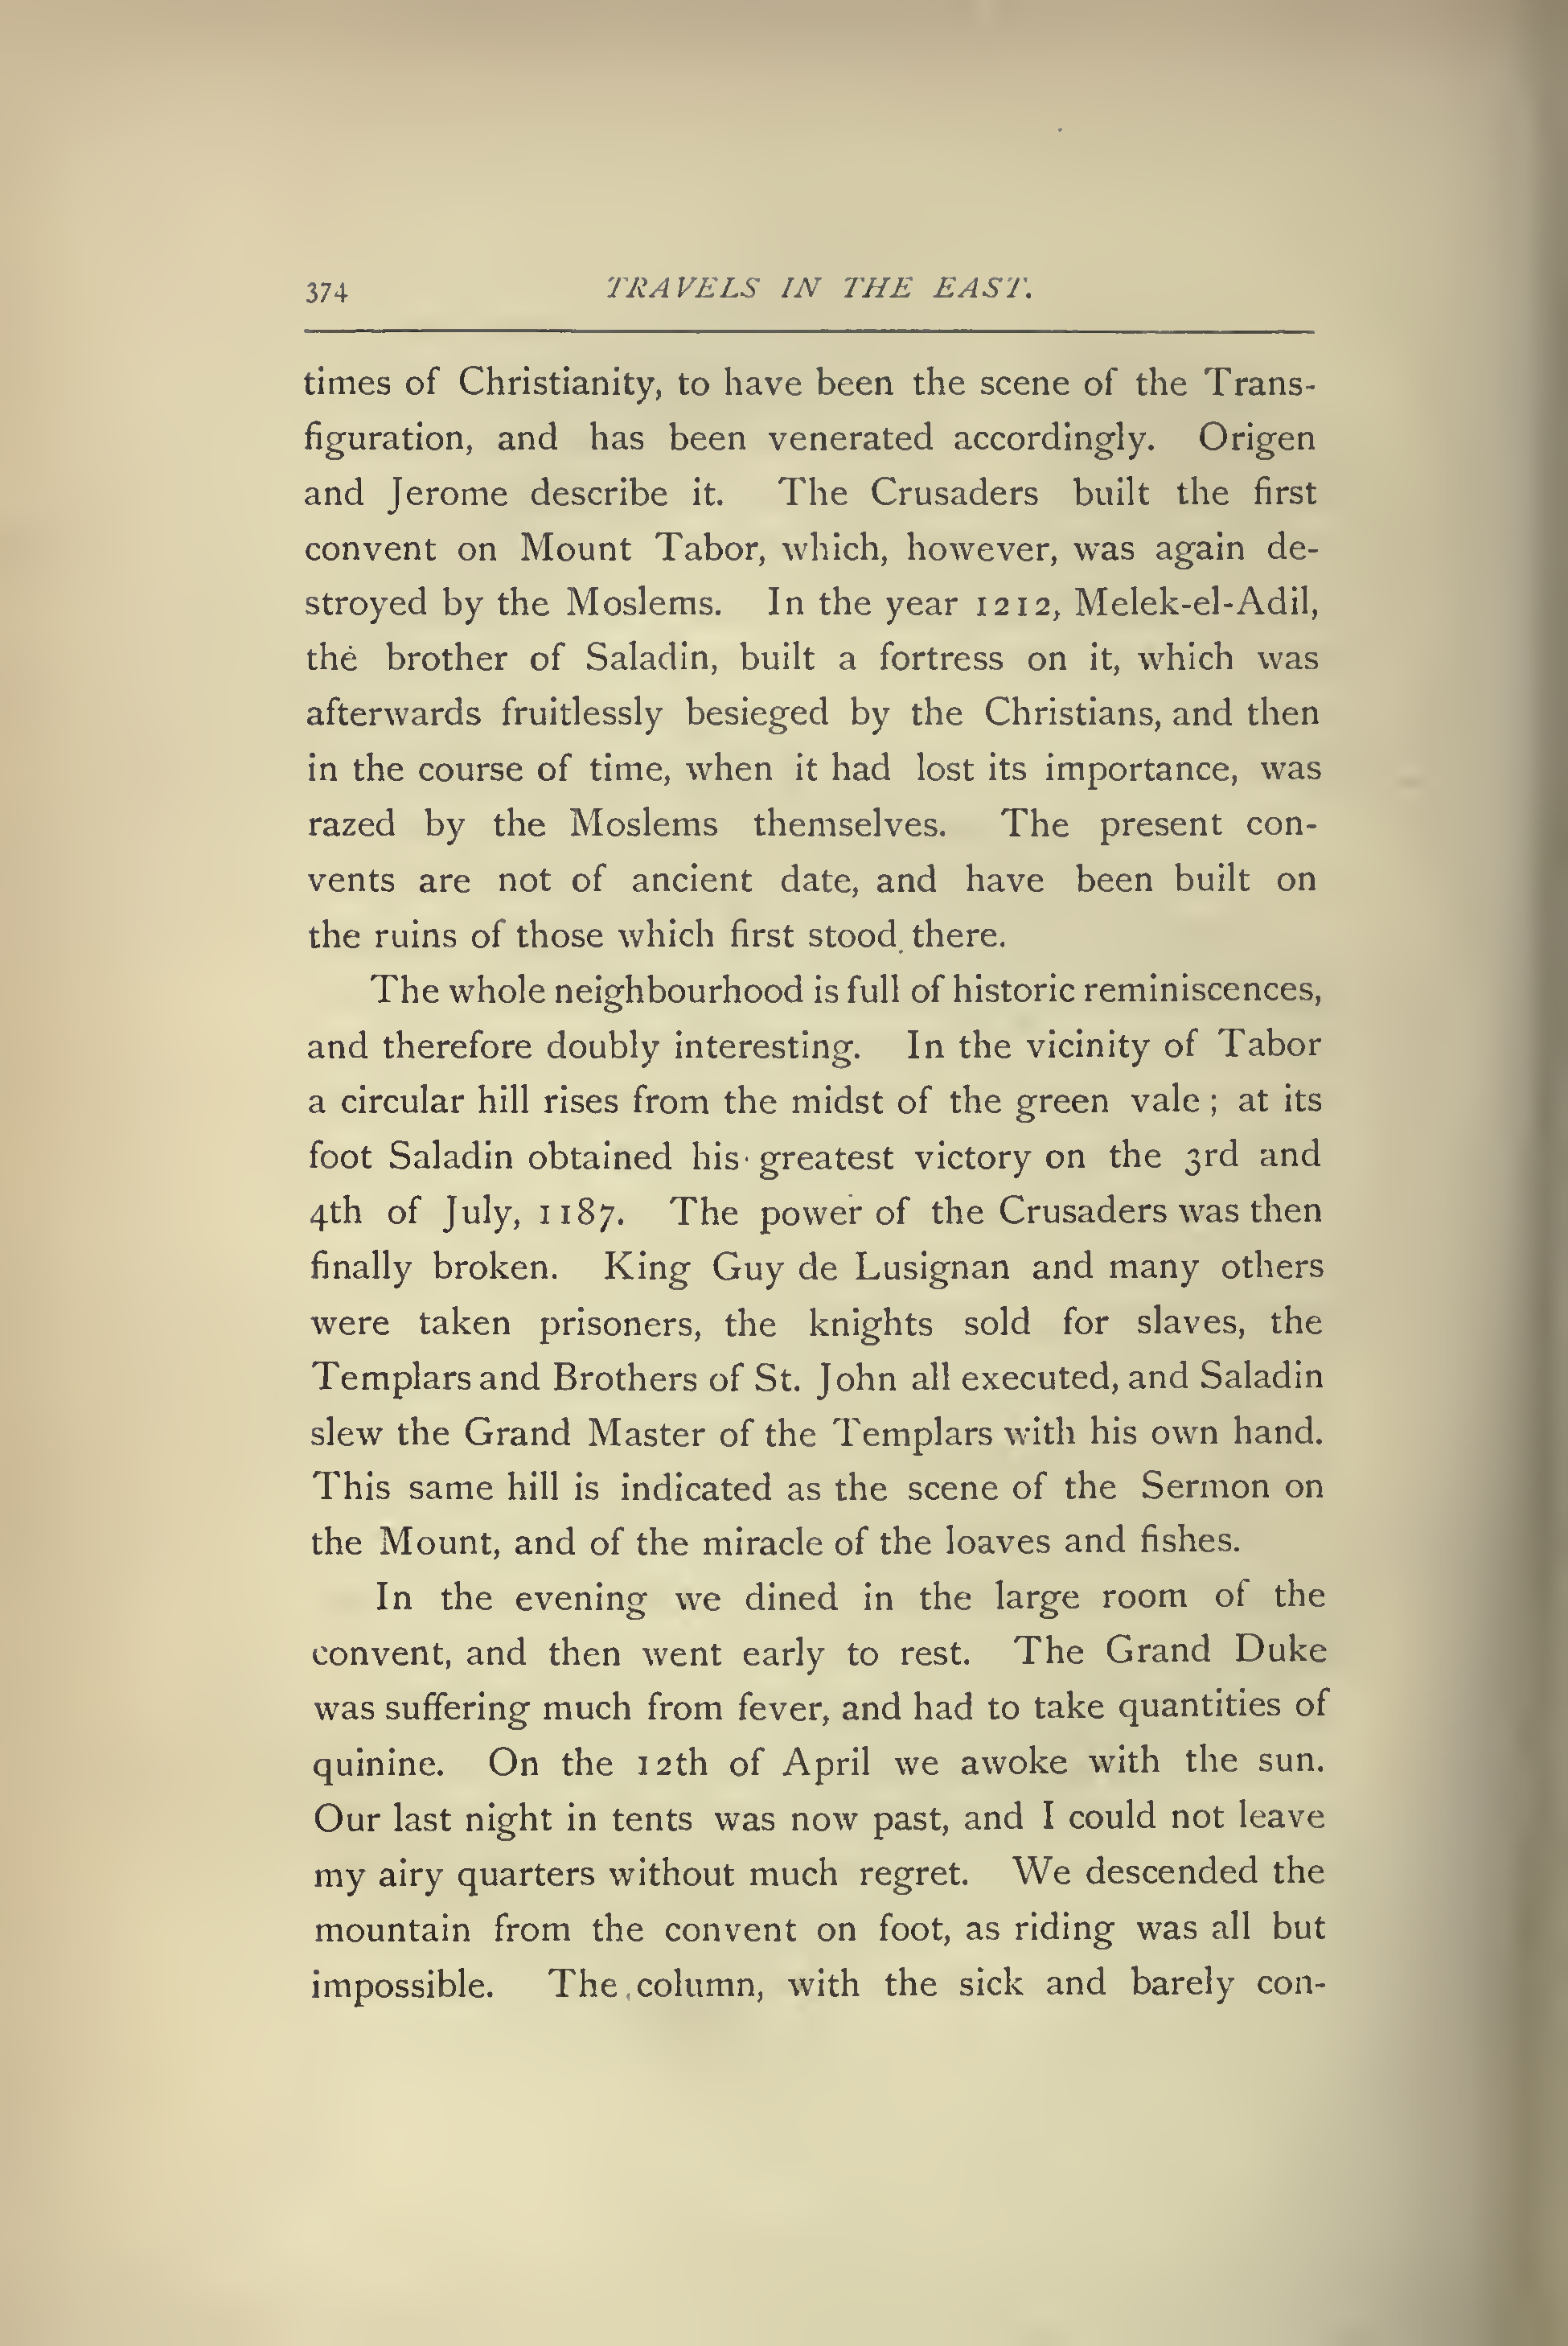 374
TRAVELS IN THE EAST.
times of Christianity, to have been the scene of the Trans-
figuration, and has been venerated accordingly. Origen
and Jerome describe it. The Crusaders built the first
convent on Mount Tabor, which, however, was again de-
stroyed by the Moslems. In the year 1212, Melek-el-Adil,
the brother of Saladin, built a fortress on it, which was
afterwards fruitlessly besieged by the Christians, and then
in the course of time, when it had lost its importance, was
razed by the Moslems themselves. The present con-
vents are not of ancient date, and have been built on
the ruins of those which first stood there.
The whole neighbourhood is full of historic reminiscences,
and therefore doubly interesting. In the vicinity of Tabor
a circular hill rises from the midst of the green vale ; at its
foot Saladin obtained his greatest victory on the 3rd and
4th of July, 1187. The power of the Crusaders was then
finally broken. King Guy de Lusignan and many others
were taken prisoners, the knights sold for slaves, the
Templars and Brothers of St. John all executed, and Saladin
slew the Grand Master of the Templars with his own hand.
This same hill is indicated as the scene of the Sermon on
the Mount, and of the miracle of the loaves and fishes.
In the evening we dined in the large room of the
convent, and then went early to rest. The Grand Duke
was suffering much from fever, and had to take quantities of
quinine. On the 12th of April we awoke with the sun.
Our last night in tents was now past, and I could not leave
my airy quarters without much regret. We descended the
mountain from the convent on foot, as riding was all but
impossible. The column, with the sick and barely con-